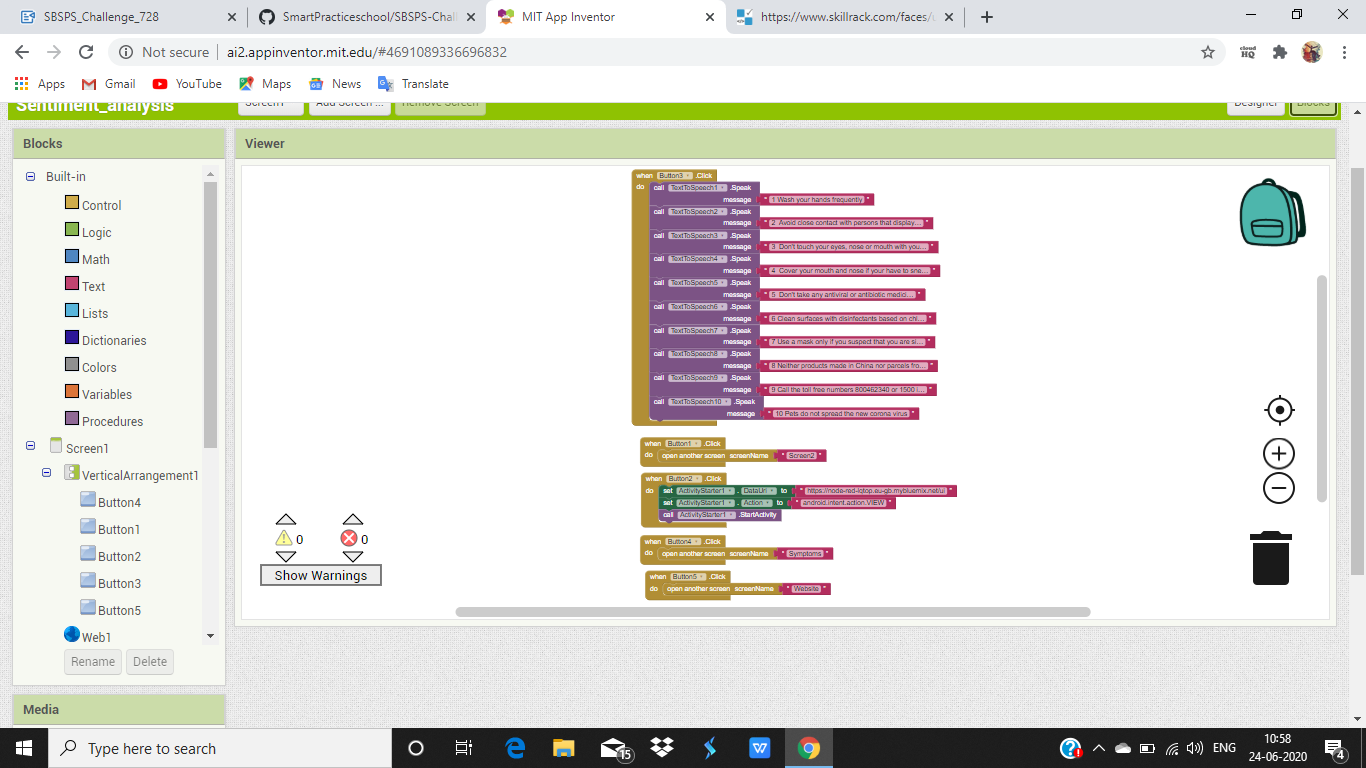 SBSPS_Challenge_728
SmartPracticeschool/SBSPS-Chall
MIT App Inventor
https://www.skillrack.com/faces/
Not secure
ai2.appinventor.mit.edu/#4691089336696832
cloud HQ
Apps Gmail YouTube Maps News Translate
Sentiment_analysis Screen1 Add Screen ... Remove Screen Designer Blocks
Blocks
Viewer
Built-in
Control
Logic
Math
Text
Lists
Dictionaries
Colors
Variables
Procedures
Screen1
VerticalArrangement1
Button4
Button1
Button2
Button3
Button5
Web1
Rename Delete
Media
when Button3 .Click
do call TextToSpeech1 .Speak
message " 1 Wash your hands frequently "
call TextToSpeech2 .Speak
message " 2 Avoid close contact with persons that display... "
call TextToSpeech3 .Speak
message " 3 Don't touch your eyes, nose or mouth with you... "
call TextToSpeech4 .Speak
message " 4 Cover your mouth and nose if your have to sne... "
call TextToSpeech5 .Speak
message " 5 Don't take any antiviral or antibiotic medici... "
call TextToSpeech6 .Speak
message " 6 Clean surfaces with disinfectants based on chl... "
call TextToSpeech7 .Speak
message " 7 Use a mask only if you suspect that you are si... "
call TextToSpeech8 .Speak
message " 8 Neither products made in China nor parcels fro... "
call TextToSpeech9 .Speak
message " 9 Call the toll free numbers 800462340 or 1500 i... "
call TextToSpeech10 .Speak
message " 10 Pets do not spread the new corona virus "
when Button1 .Click
do open another screen screenName " Screen2 "
when Button2 .Click
do set ActivityStarter1 . DataUri to " https://node-red-lqtop.eu-gb.mybluemix.net/ui "
set ActivityStarter1 . Action to " android.intent.action.VIEW "
call ActivityStarter1 .StartActivity
when Button4 .Click
do open another screen screenName " Symptoms "
when Button5 .Click
do open another screen screenName " Website "
0 0
Show Warnings
Type here to search
15
W
ENG
10:58
24-06-2020
4